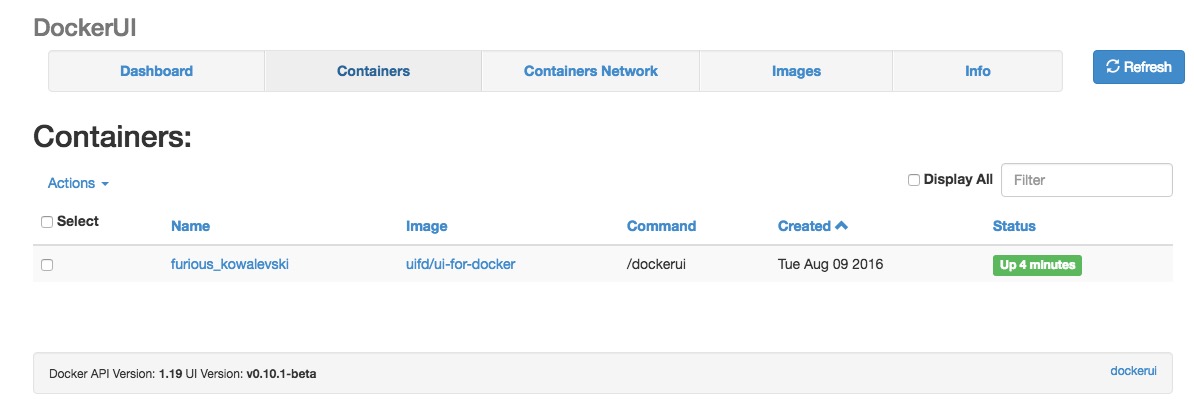 DockerUI
Dashboard Containers Containers Network Images Info Refresh
Containers:
Actions Display All Filter
Select Name Image Command Created Status
furious_kowalevski uifd/ui-for-docker /dockerui Tue Aug 09 2016 Up 4 minutes
Docker API Version: 1.19 UI Version: v0.10.1-beta dockerui